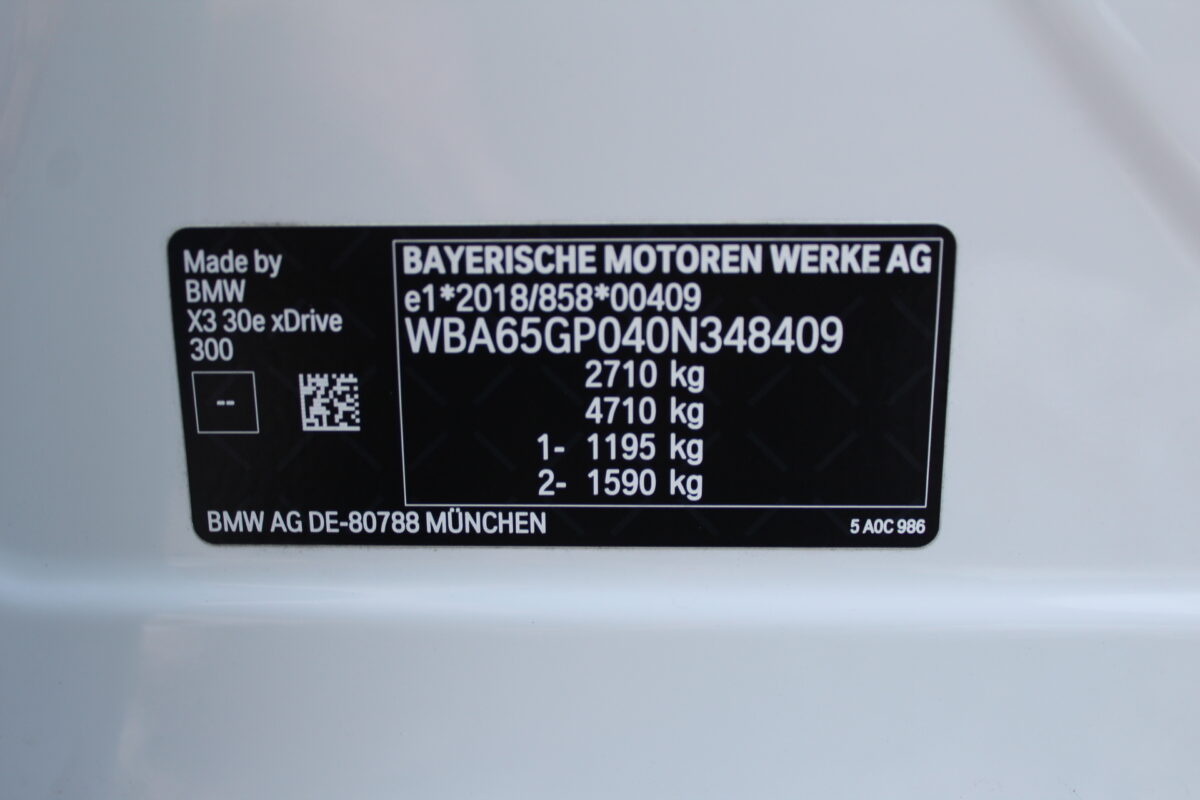 Made by
BMW
X3 30e xDrive
300
--
BAYERISCHE MOTOREN WERKE AG
e1*2018/858*00409
WBA65GP040N348409
2710 kg
4710 kg
1- 1195 kg
2- 1590 kg
BMW AG DE-80788 MÜNCHEN
5 A0C 986